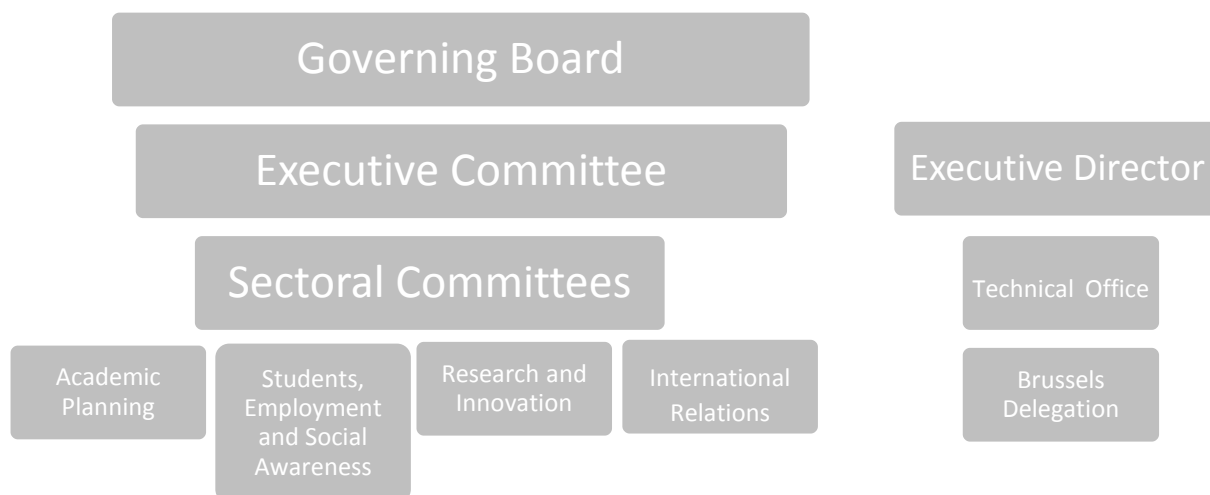 Governing Board
Executive Committee
Executive Director
Sectoral Committees
Technical Office
Academic
Planning
Students,
Employment
and Social
Awareness
Research and
Innovation
International
Relations
Brussels
Delegation